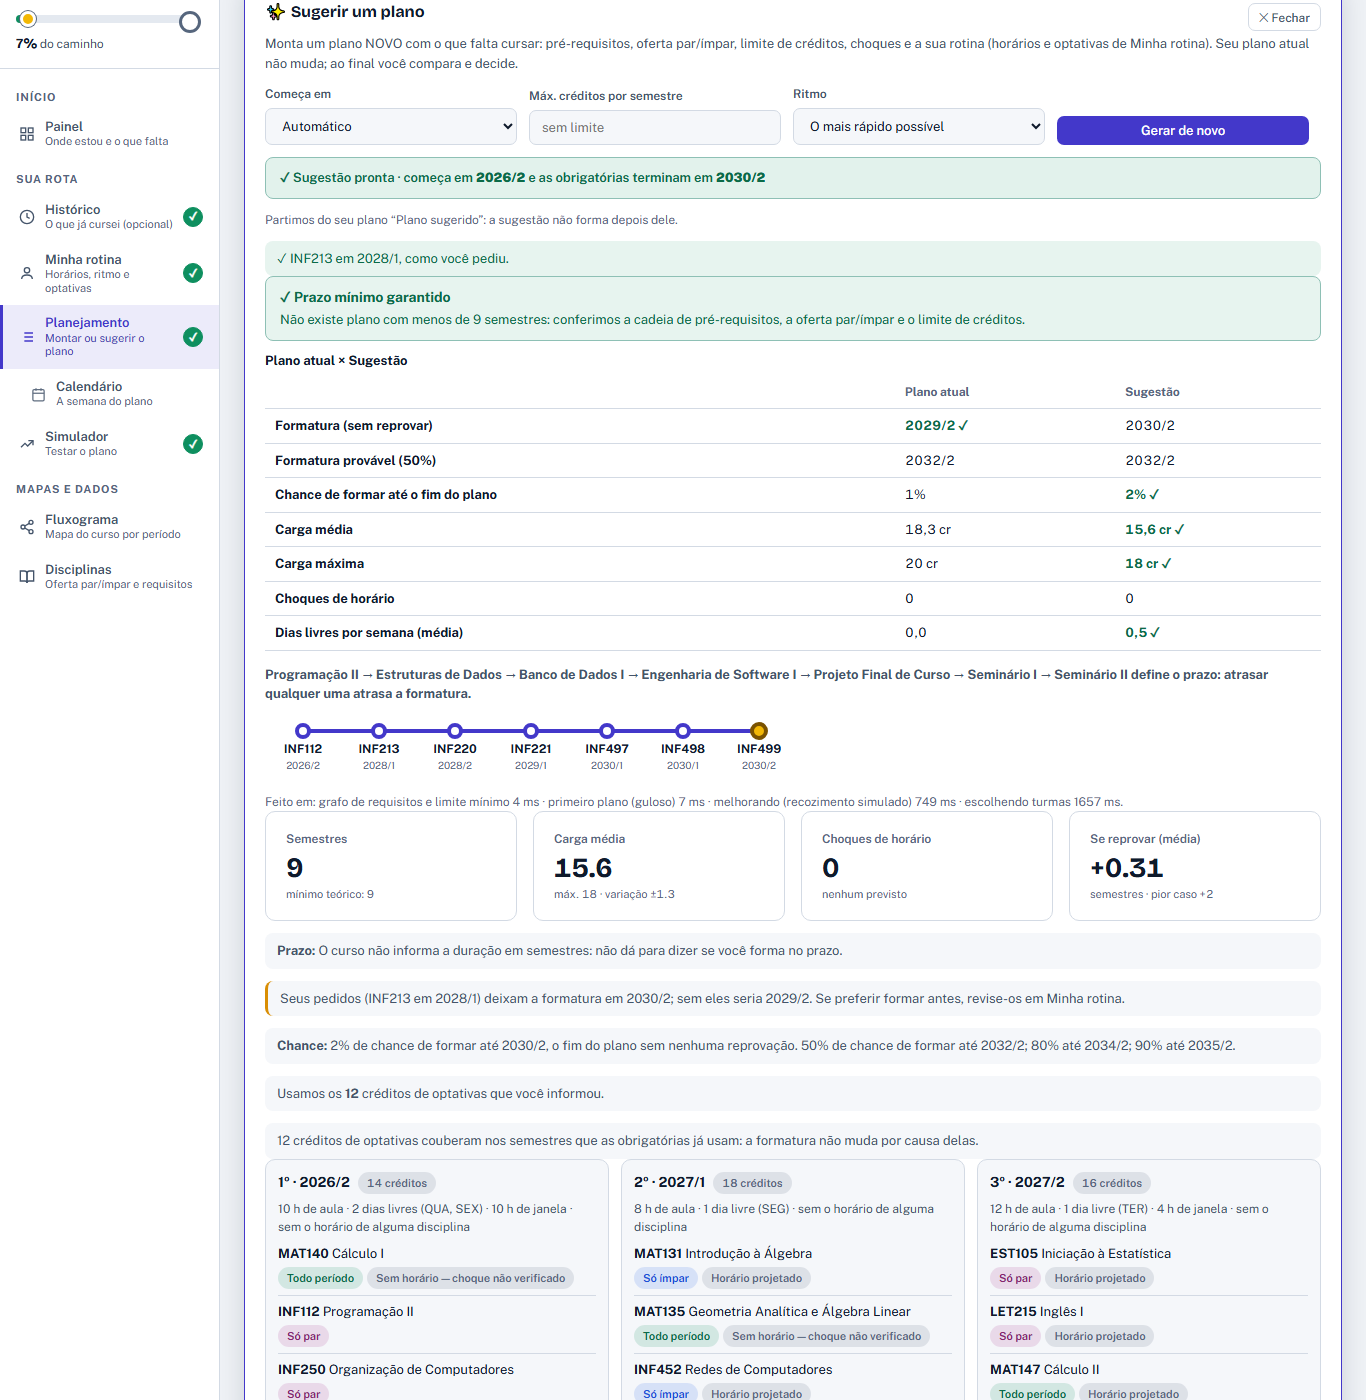 7% do caminho
INÍCIO
Painel
Onde estou e o que falta
SUA ROTA
Histórico
O que já cursei (opcional)
Minha rotina
Horários, ritmo e
optativas
Planejamento
Montar ou sugerir o
plano
Calendário
A semana do plano
Simulador
Testar o plano
MAPAS E DADOS
Fluxograma
Mapa do curso por período
Disciplinas
Oferta par/ímpar e requisitos
✨ Sugerir um plano
✕ Fechar
Monta um plano NOVO com o que falta cursar: pré-requisitos, oferta par/ímpar, limite de créditos, choques e a sua rotina (horários e optativas de Minha rotina). Seu plano atual
não muda; ao final você compara e decide.
Começa em
Máx. créditos por semestre
Ritmo
Automático
sem limite
O mais rápido possível
Gerar de novo
✓ Sugestão pronta · começa em 2026/2 e as obrigatórias terminam em 2030/2
Partimos do seu plano “Plano sugerido”: a sugestão não forma depois dele.
✓ INF213 em 2028/1, como você pediu.
✓ Prazo mínimo garantido
Não existe plano com menos de 9 semestres: conferimos a cadeia de pré-requisitos, a oferta par/ímpar e o limite de créditos.
Plano atual × Sugestão
Plano atual Sugestão
Formatura (sem reprovar) 2029/2 ✓ 2030/2
Formatura provável (50%) 2032/2 2032/2
Chance de formar até o fim do plano 1% 2% ✓
Carga média 18,3 cr 15,6 cr ✓
Carga máxima 20 cr 18 cr ✓
Choques de horário 0 0
Dias livres por semana (média) 0,0 0,5 ✓
Programação II → Estruturas de Dados → Banco de Dados I → Engenharia de Software I → Projeto Final de Curso → Seminário I → Seminário II define o prazo: atrasar
qualquer uma atrasa a formatura.
INF112 INF213 INF220 INF221 INF497 INF498 INF499
2026/2 2028/1 2028/2 2029/1 2030/1 2030/1 2030/2
Feito em: grafo de requisitos e limite mínimo 4 ms · primeiro plano (guloso) 7 ms · melhorando (recozimento simulado) 749 ms · escolhendo turmas 1657 ms.
Semestres
9
mínimo teórico: 9
Carga média
15.6
máx. 18 · variação ±1.3
Choques de horário
0
nenhum previsto
Se reprovar (média)
+0.31
semestres · pior caso +2
Prazo: O curso não informa a duração em semestres: não dá para dizer se você forma no prazo.
Seus pedidos (INF213 em 2028/1) deixam a formatura em 2030/2; sem eles seria 2029/2. Se preferir formar antes, revise-os em Minha rotina.
Chance: 2% de chance de formar até 2030/2, o fim do plano sem nenhuma reprovação. 50% de chance de formar até 2032/2; 80% até 2034/2; 90% até 2035/2.
Usamos os 12 créditos de optativas que você informou.
12 créditos de optativas couberam nos semestres que as obrigatórias já usam: a formatura não muda por causa delas.
1º · 2026/2 14 créditos
10 h de aula · 2 dias livres (QUA, SEX) · 10 h de janela ·
sem o horário de alguma disciplina
MAT140 Cálculo I
Todo período Sem horário — choque não verificado
INF112 Programação II
Só par
INF250 Organização de Computadores
Só par
2º · 2027/1 18 créditos
8 h de aula · 1 dia livre (SEG) · sem o horário de alguma
disciplina
MAT131 Introdução à Álgebra
Só ímpar Horário projetado
MAT135 Geometria Analítica e Álgebra Linear
Todo período Sem horário — choque não verificado
INF452 Redes de Computadores
Só ímpar Horário projetado
3º · 2027/2 16 créditos
12 h de aula · 1 dia livre (TER) · 4 h de janela · sem o
horário de alguma disciplina
EST105 Iniciação à Estatística
Só par Horário projetado
LET215 Inglês I
Só par Horário projetado
MAT147 Cálculo II
Todo período Horário projetado